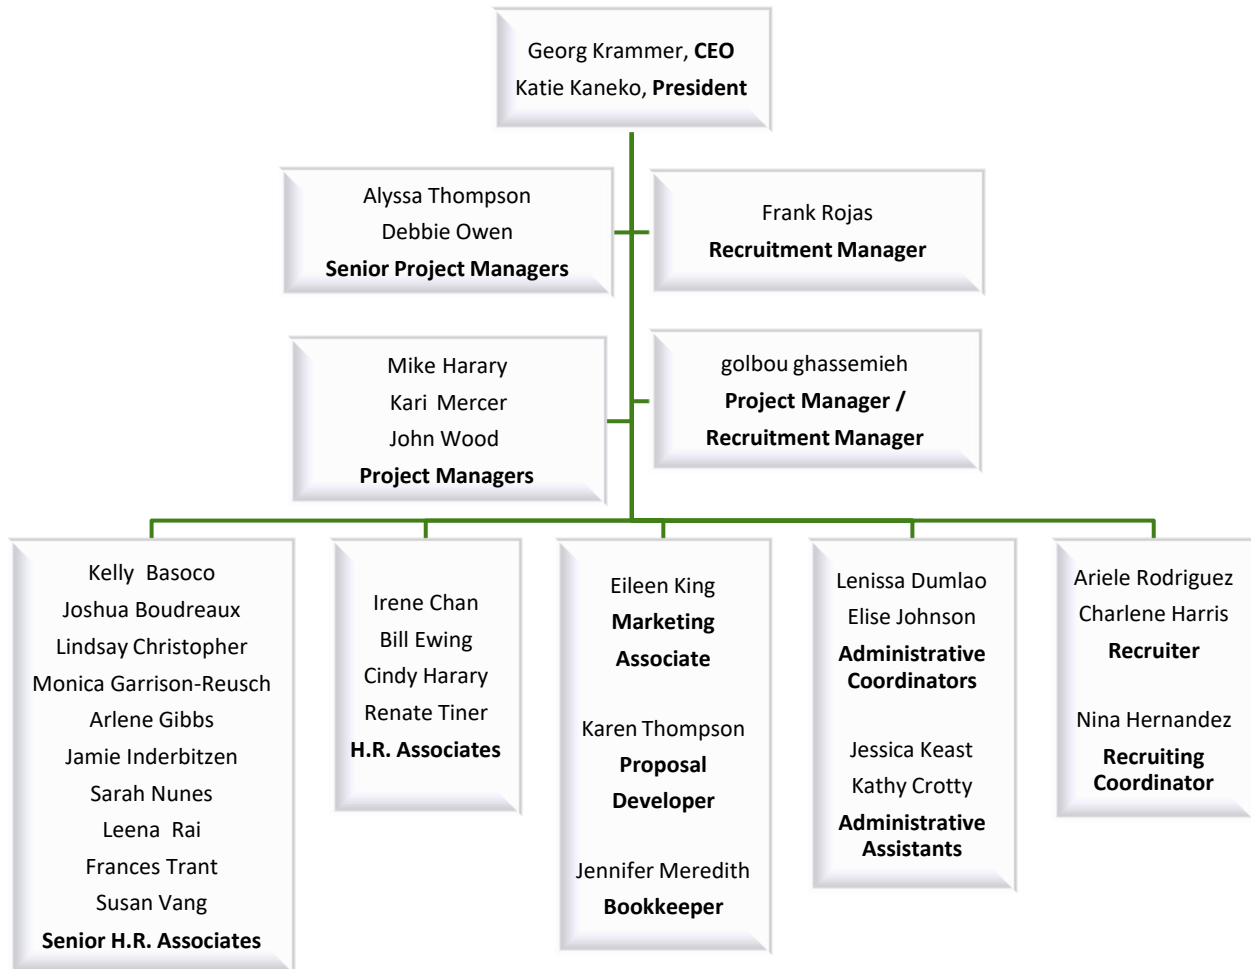 Georg Krammer, CEO
Katie Kaneko, President
Alyssa Thompson
Debbie Owen
Senior Project Managers
Frank Rojas
Recruitment Manager
Mike Harary
Kari Mercer
John Wood
Project Managers
golbou ghassemieh
Project Manager /
Recruitment Manager
Kelly Basoco
Joshua Boudreaux
Lindsay Christopher
Monica Garrison-Reusch
Arlene Gibbs
Jamie Inderbitzen
Sarah Nunes
Leena Rai
Frances Trant
Susan Vang
Senior H.R. Associates
Irene Chan
Bill Ewing
Cindy Harary
Renate Tiner
H.R. Associates
Eileen King
Marketing
Associate
Karen Thompson
Proposal
Developer
Jennifer Meredith
Bookkeeper
Lenissa Dumlao
Elise Johnson
Administrative
Coordinators
Jessica Keast
Kathy Crotty
Administrative
Assistants
Ariele Rodriguez
Charlene Harris
Recruiter
Nina Hernandez
Recruiting
Coordinator